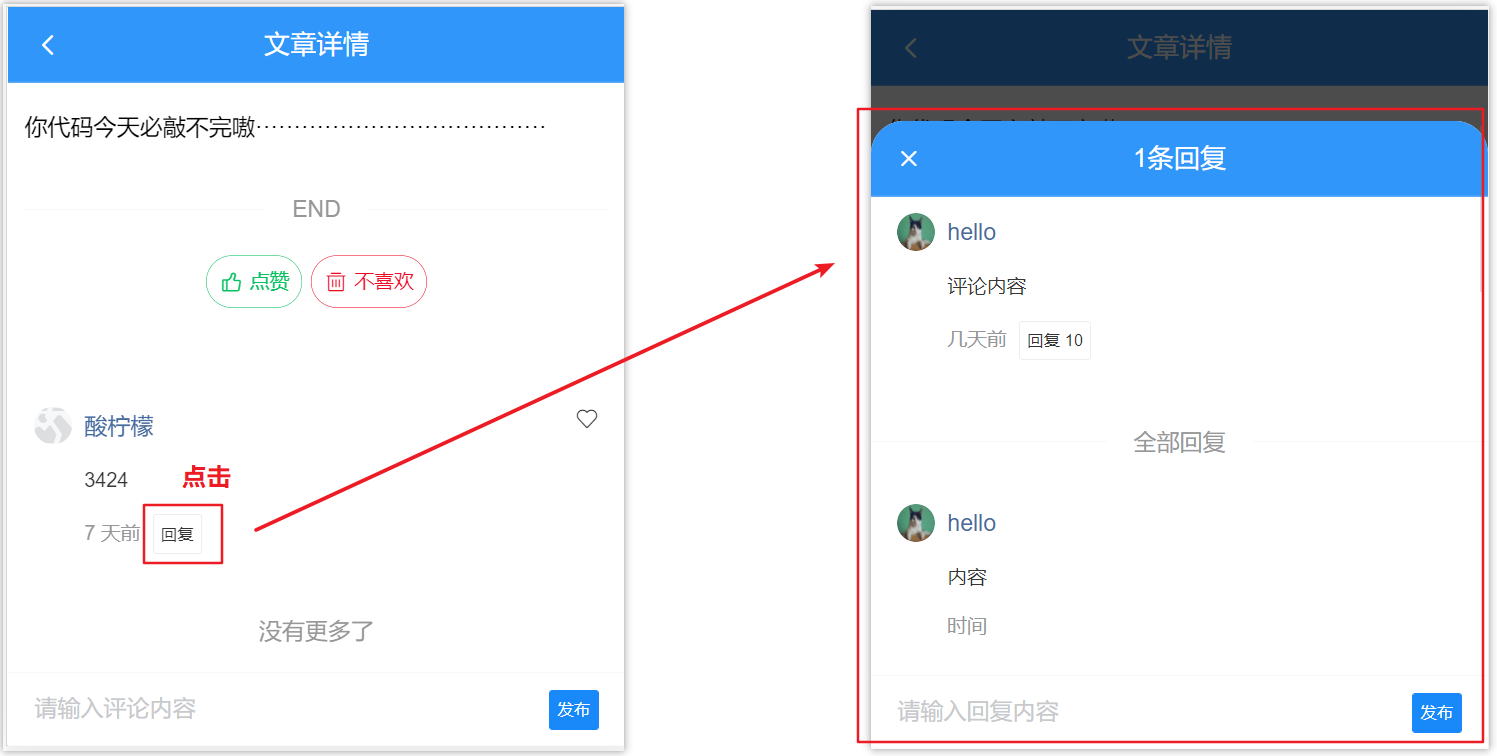 文章详情
你代码今天必敲不完嗷······································
END
点赞
不喜欢
酸柠檬
3424
点击
7 天前
回复
没有更多了
请输入评论内容
发布
文章详情
1条回复
hello
评论内容
几天前
回复 10
全部回复
hello
内容
时间
请输入回复内容
发布